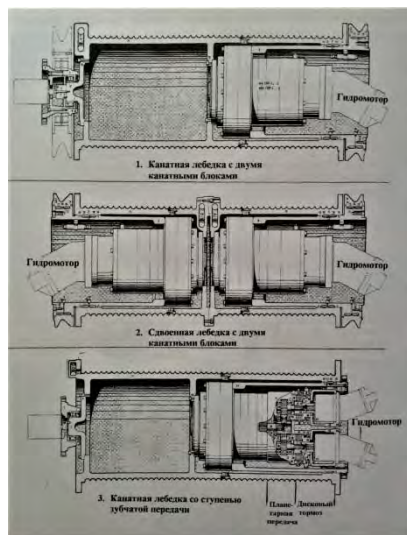 Гидромотор
1. Канатная лебедка с двумя
канатными блоками
Гидромотор
Гидромотор
2. Сдвоенная лебедка с двумя
канатными блоками
Гидромотор
3. Канатная лебедка со ступенью
зубчатой передачи
Плане-
тарная
передача
Дисковый
тормоз